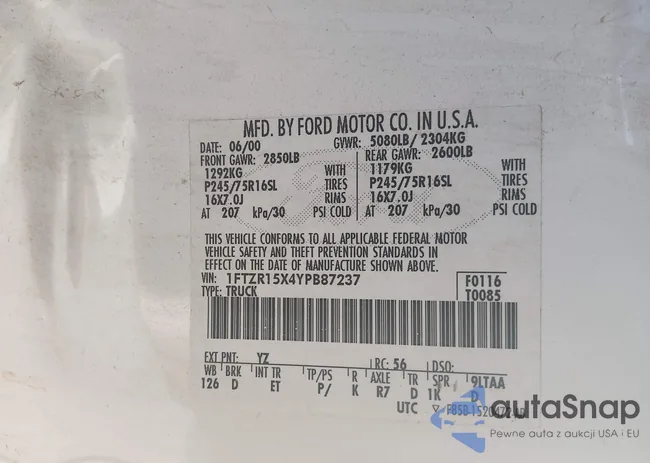 MFD. BY FORD MOTOR CO. IN U.S.A.
DATE: 06/00 GVWR: 5080LB/ 2304KG
FRONT GAWR: 2850LB REAR GAWR: 2600LB
1292KG WITH 1179KG WITH
P245/75R16SL TIRES P245/75R16SL TIRES
16X7.0J RIMS 16X7.0J RIMS
AT 207 kPa/30 PSI COLD AT 207 kPa/30 PSI COLD
THIS VEHICLE CONFORMS TO ALL APPLICABLE FEDERAL MOTOR
VEHICLE SAFETY AND THEFT PREVENTION STANDARDS IN
EFFECT ON THE DATE OF MANUFACTURE SHOWN ABOVE.
VIN: 1FTZR15X4YPB87237 F0116
TYPE: TRUCK T0085
EXT PNT: YZ RC: 56 DSO:
WB BRK INT TR TP/PS R AXLE TR SPR 9LTAA
126 D ET P/ K R7 D 1K D
UTC
autaSnap
Pewne auta z aukcji USA i EU